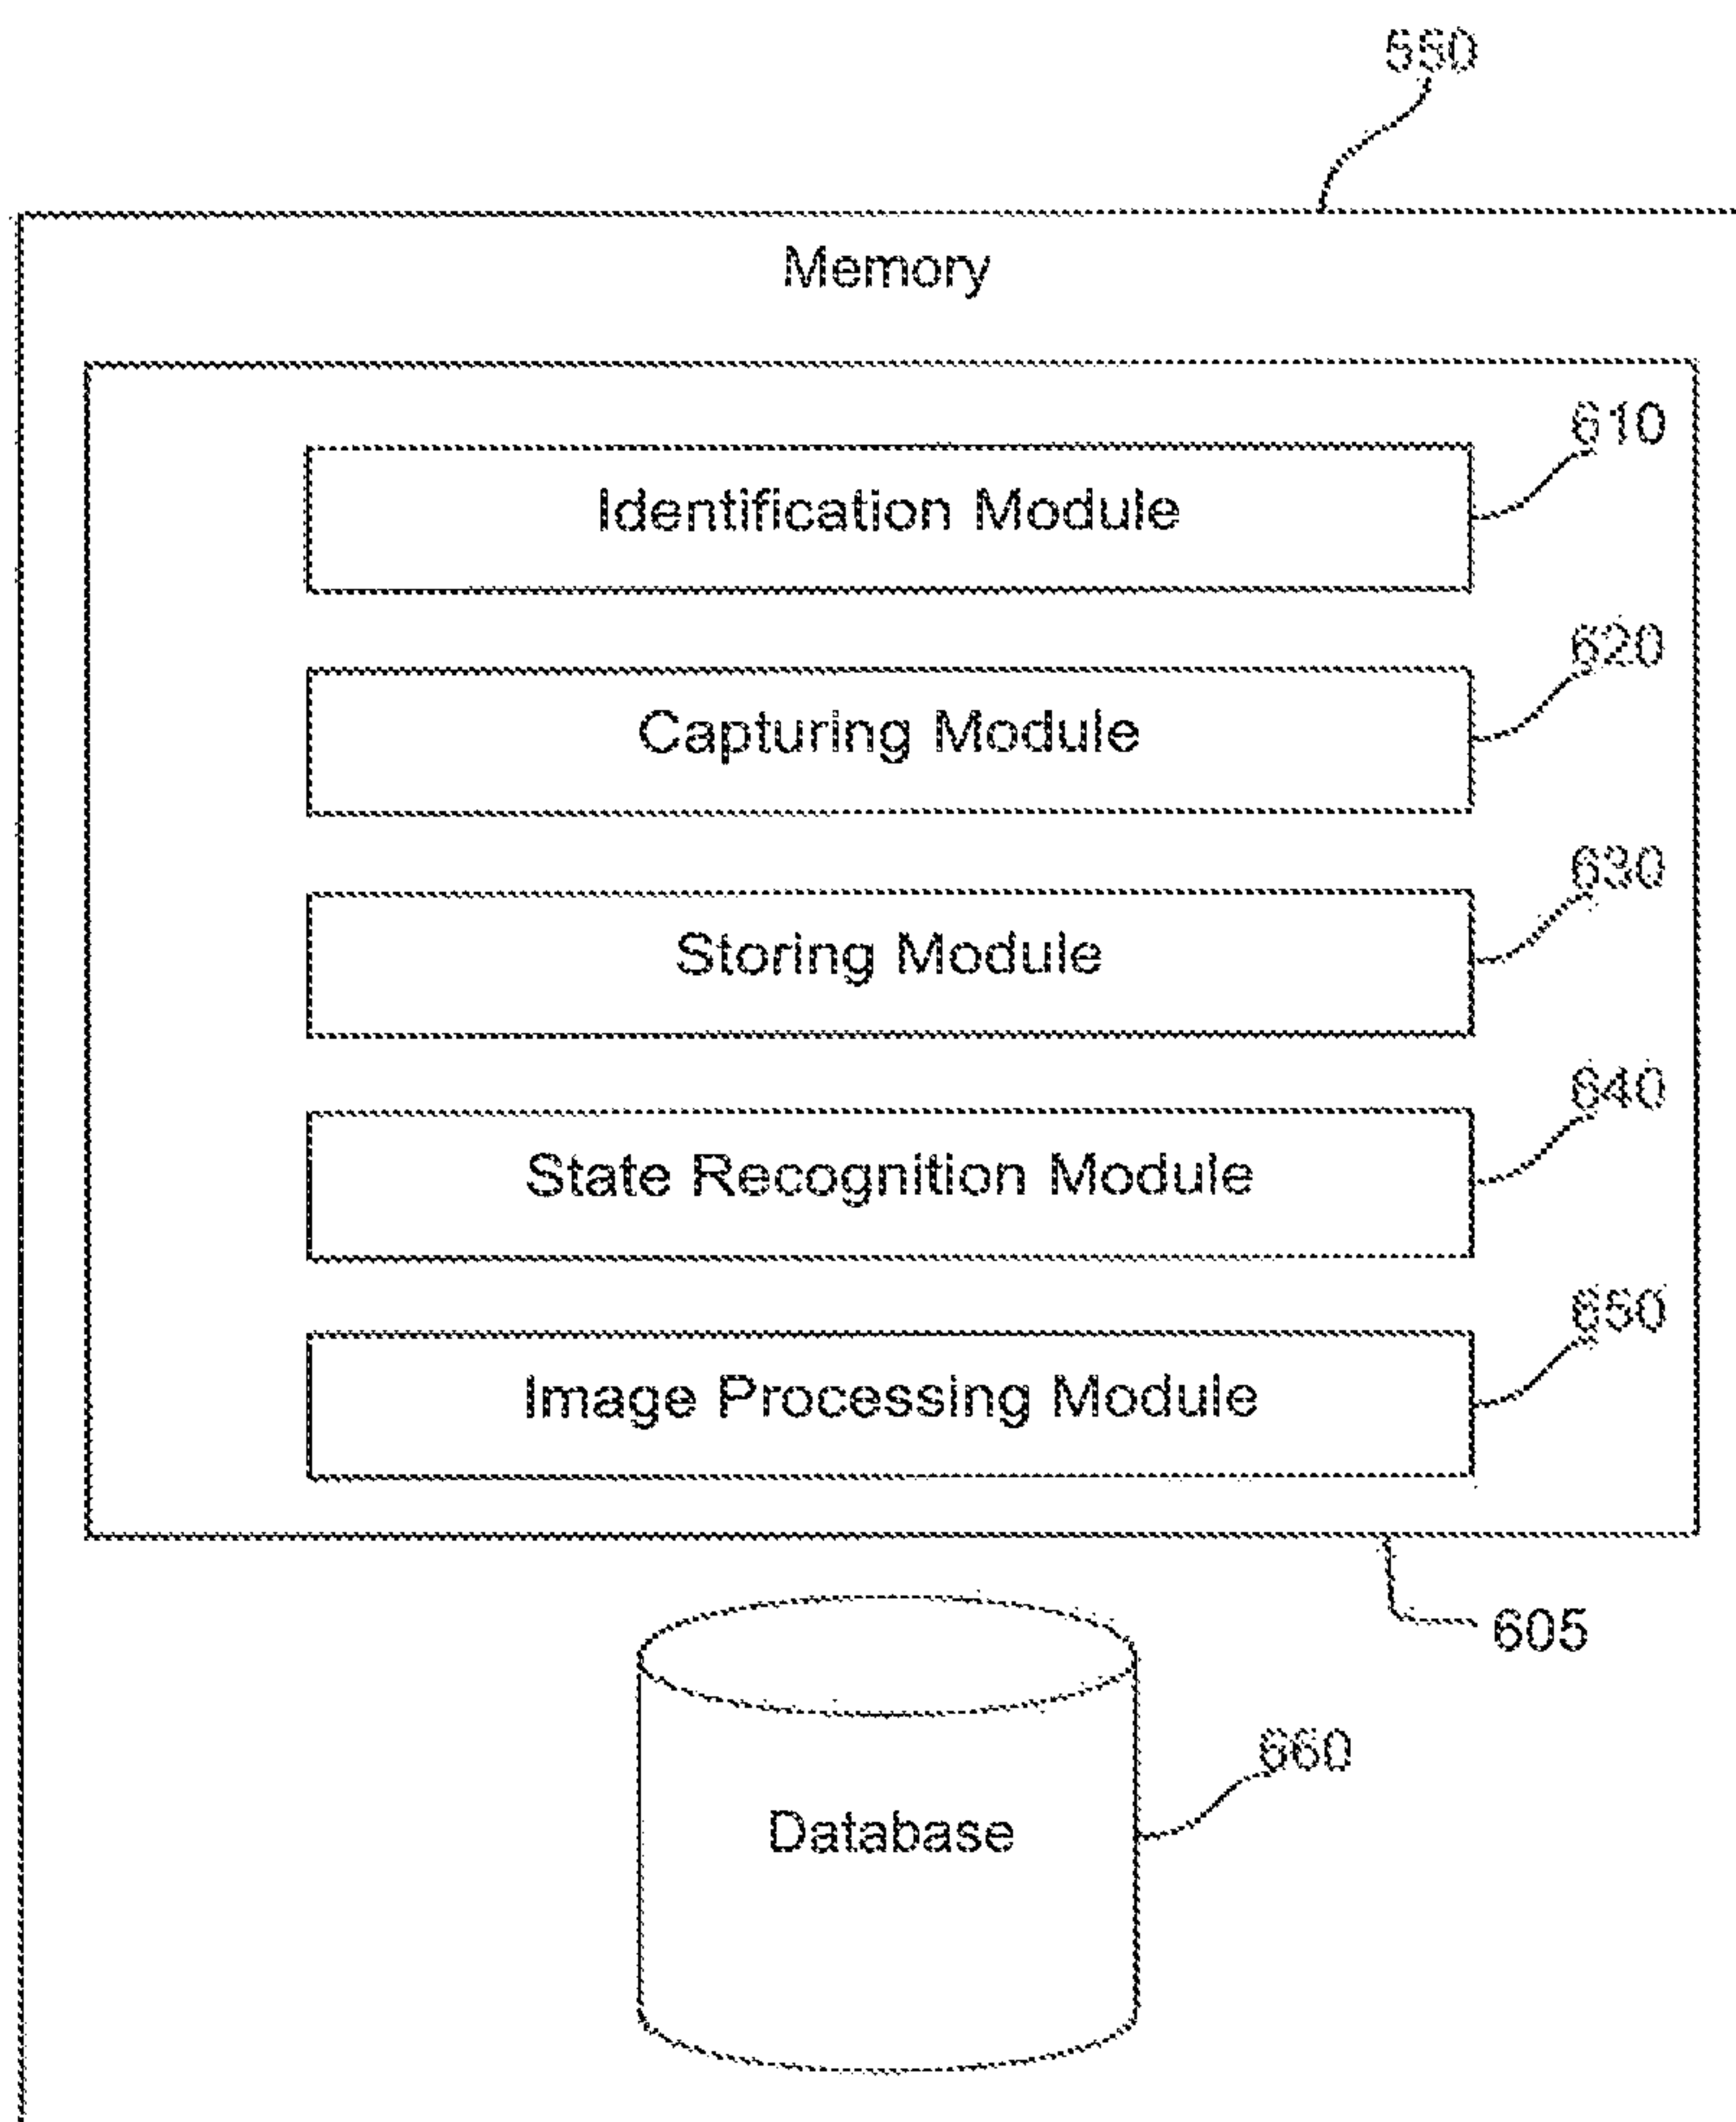 550
Memory
610
Identification Module
620
Capturing Module
630
Storing Module
640
State Recognition Module
650
Image Processing Module
605
660
Database